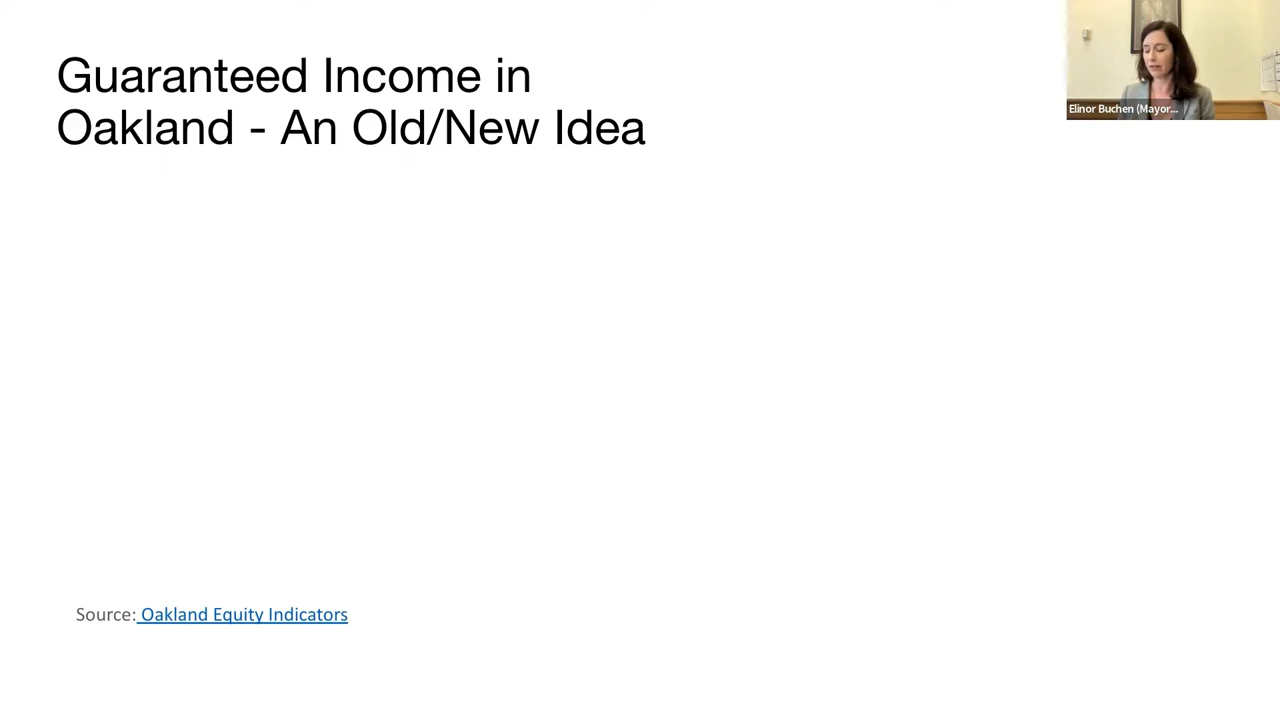 Guaranteed Income in
Oakland - An Old/New Idea
Elinor Buchen (Mayor...
Source: Oakland Equity Indicators